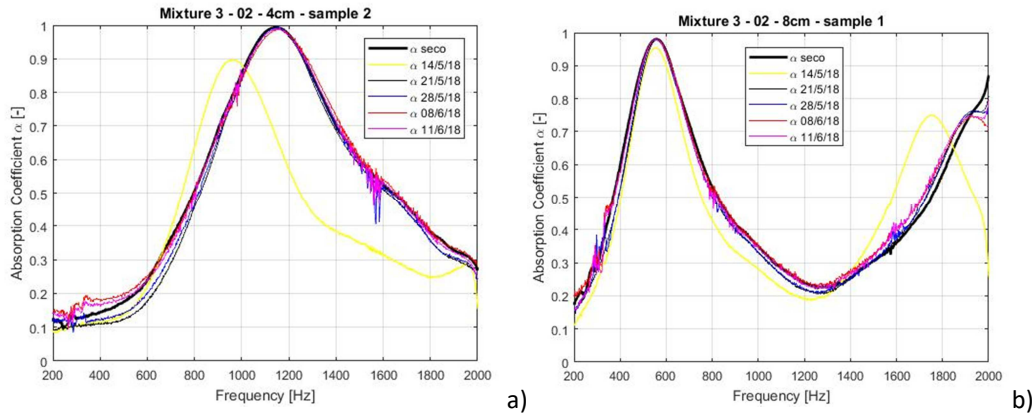 Mixture 3 - 02 - 4cm - sample 2
Absorption Coefficient α [-]
1
0.9
0.8
0.7
0.6
0.5
0.4
0.3
0.2
0.1
0
α seco
α 14/5/18
α 21/5/18
α 28/5/18
α 08/6/18
α 11/6/18
200 400 600 800 1000 1200 1400 1600 1800 2000
Frequency [Hz]
a)
Mixture 3 - 02 - 8cm - sample 1
Absorption Coefficient α [-]
1
0.9
0.8
0.7
0.6
0.5
0.4
0.3
0.2
0.1
0
α seco
α 14/5/18
α 21/5/18
α 28/5/18
α 08/6/18
α 11/6/18
200 400 600 800 1000 1200 1400 1600 1800 2000
Frequency [Hz]
b)